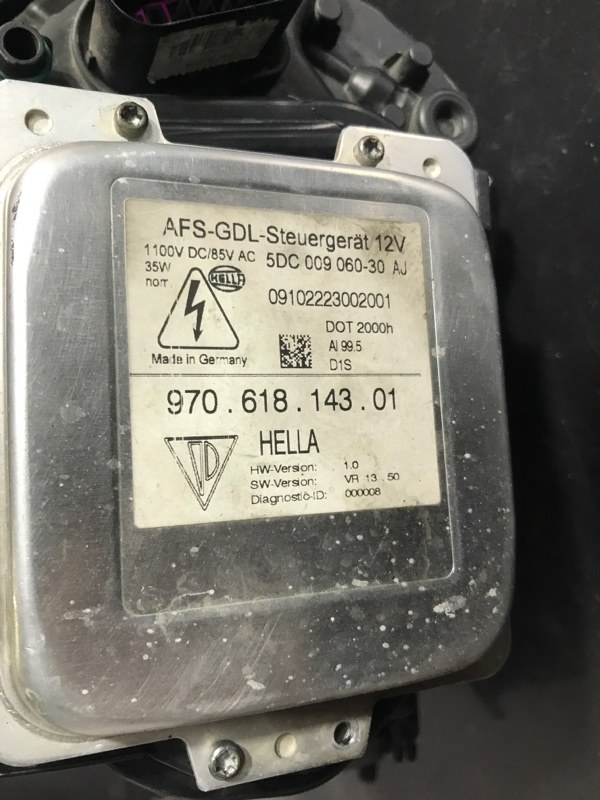 AFS-GDL-Steuergerät 12V
1100V DC/85V AC 5DC 009 060-30 AJ
35W
nom.
HELLA
09102223002001
DOT 2000h
Al 99.5
D1S
Made in Germany
970.618.143.01
HELLA
HW-Version: 1.0
SW-Version: VR 13.50
Diagnostic-ID: 000008